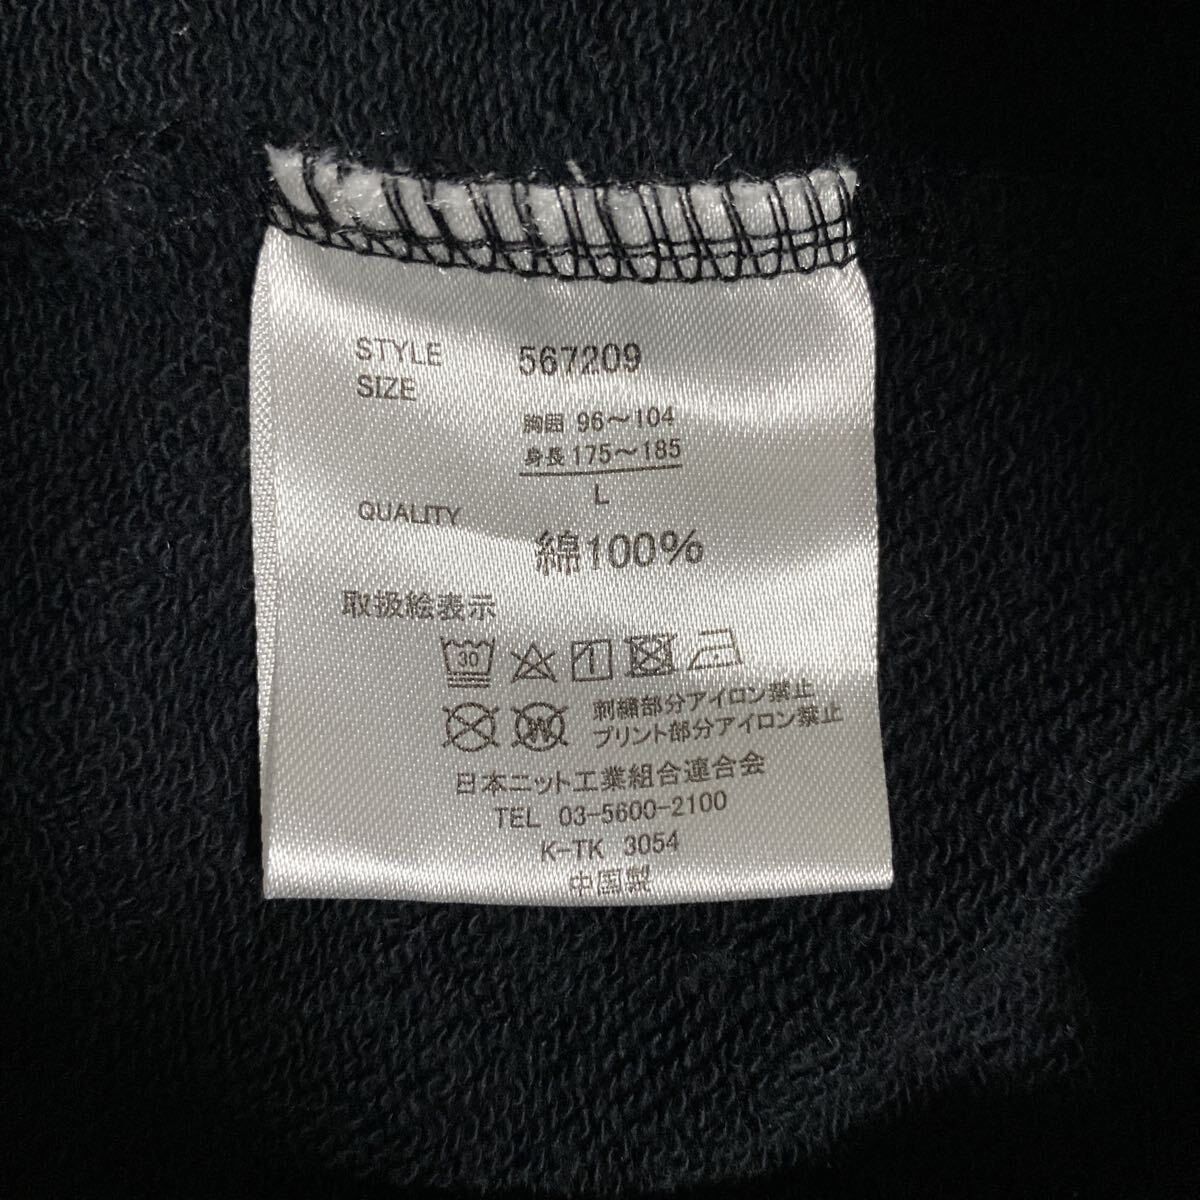 STYLE 567209
SIZE
胸囲 96～104
身長 175～185
L
QUALITY
綿100%
取扱絵表示
30
W
刺繍部分アイロン禁止
プリント部分アイロン禁止
日本ニット工業組合連合会
TEL 03-5600-2100
K-TK 3054
中国製